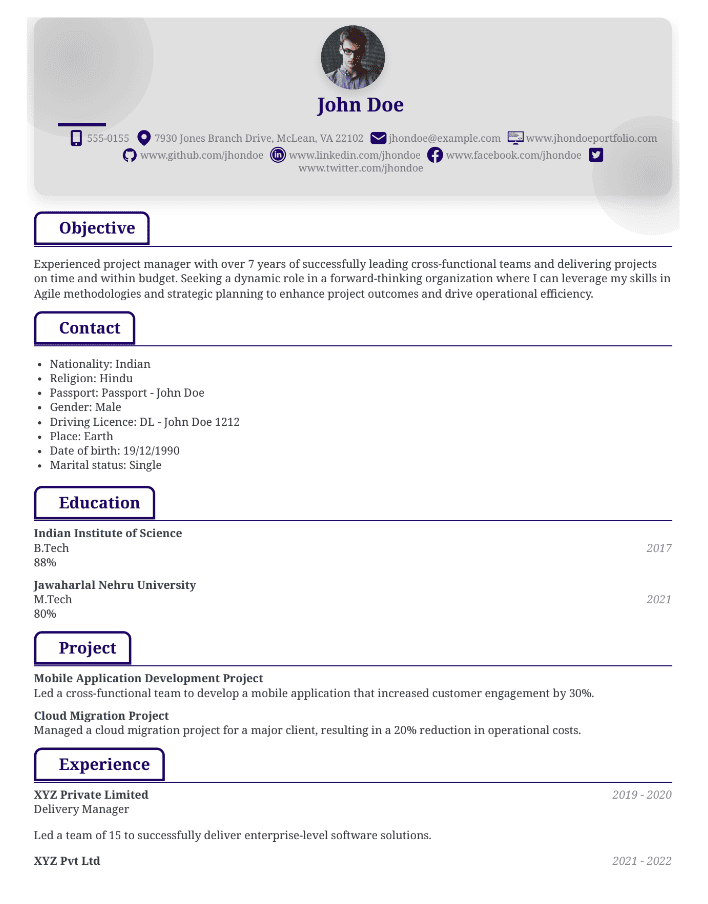 John Doe
555-0155 7930 Jones Branch Drive, McLean, VA 22102 jhondoe@example.com www.jhondoeportfolio.com
www.github.com/jhondoe www.linkedin.com/jhondoe www.facebook.com/jhondoe
www.twitter.com/jhondoe
Objective
Experienced project manager with over 7 years of successfully leading cross-functional teams and delivering projects
on time and within budget. Seeking a dynamic role in a forward-thinking organization where I can leverage my skills in
Agile methodologies and strategic planning to enhance project outcomes and drive operational efficiency.
Contact
• Nationality: Indian
• Religion: Hindu
• Passport: Passport - John Doe
• Gender: Male
• Driving Licence: DL - John Doe 1212
• Place: Earth
• Date of birth: 19/12/1990
• Marital status: Single
Education
Indian Institute of Science
B.Tech 2017
88%
Jawaharlal Nehru University
M.Tech 2021
80%
Project
Mobile Application Development Project
Led a cross-functional team to develop a mobile application that increased customer engagement by 30%.
Cloud Migration Project
Managed a cloud migration project for a major client, resulting in a 20% reduction in operational costs.
Experience
XYZ Private Limited 2019 - 2020
Delivery Manager
Led a team of 15 to successfully deliver enterprise-level software solutions.
XYZ Pvt Ltd 2021 - 2022